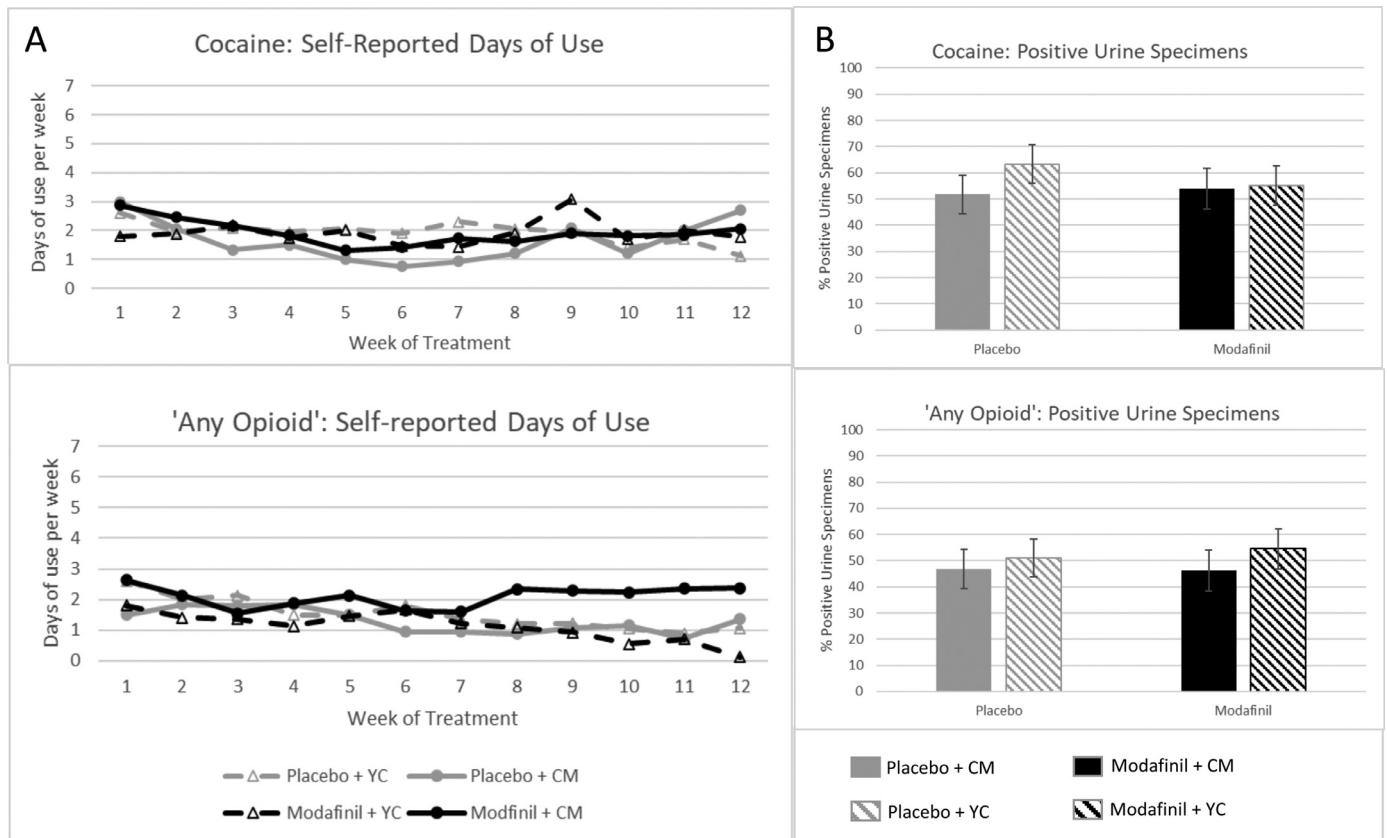 A
Cocaine: Self-Reported Days of Use
Days of use per week
7
6
5
4
3
2
1
0
1 2 3 4 5 6 7 8 9 10 11 12
Week of Treatment
'Any Opioid': Self-reported Days of Use
Days of use per week
7
6
5
4
3
2
1
0
1 2 3 4 5 6 7 8 9 10 11 12
Week of Treatment
Placebo + YC Placebo + CM
Modafinil + YC Modfinil + CM
B
Cocaine: Positive Urine Specimens
% Positive Urine Specimens
100
90
80
70
60
50
40
30
20
10
0
Placebo Modafinil
'Any Opioid': Positive Urine Specimens
% Positive Urine Specimens
100
90
80
70
60
50
40
30
20
10
0
Placebo Modafinil
Placebo + CM Modafinil + CM
Placebo + YC Modafinil + YC